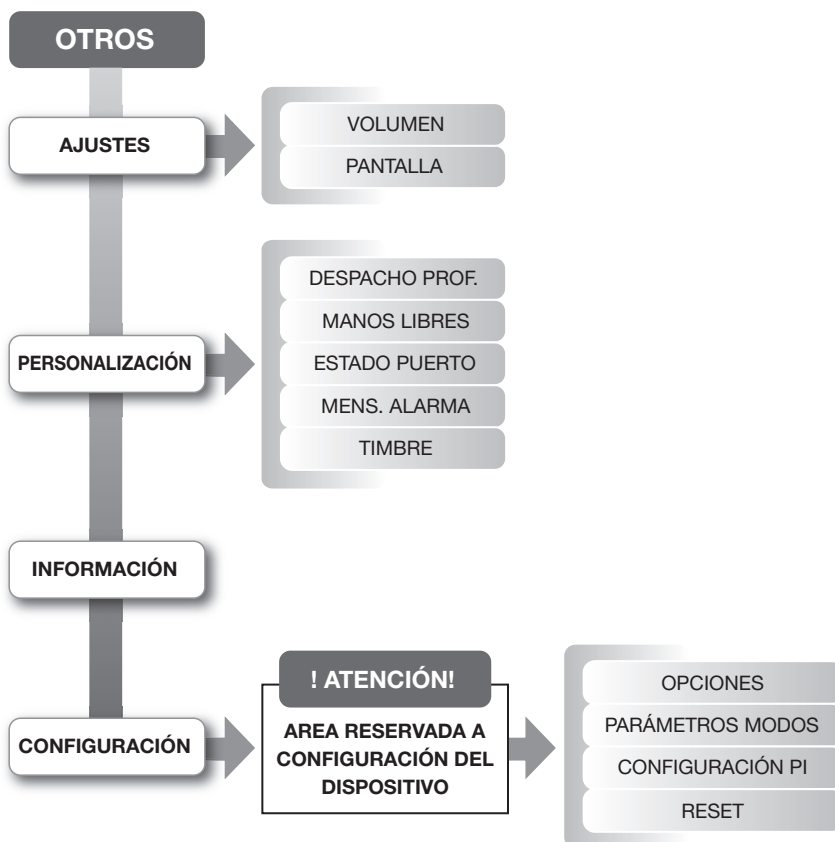 OTROS
AJUSTES
VOLUMEN
PANTALLA
PERSONALIZACIÓN
DESPACHO PROF.
MANOS LIBRES
ESTADO PUERTO
MENS. ALARMA
TIMBRE
INFORMACIÓN
CONFIGURACIÓN
! ATENCIÓN!
AREA RESERVADA A
CONFIGURACIÓN DEL
DISPOSITIVO
OPCIONES
PARÁMETROS MODOS
CONFIGURACIÓN PI
RESET